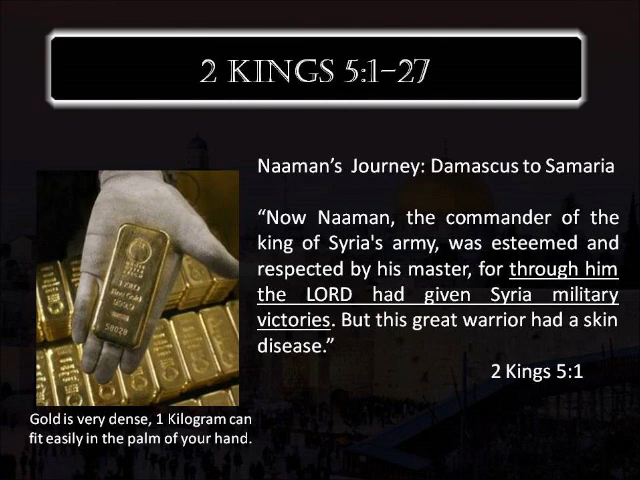 2 KINGS 5:1-27
Naaman's Journey: Damascus to Samaria
“Now Naaman, the commander of the
king of Syria's army, was esteemed and
respected by his master, for through him
the LORD had given Syria military
victories. But this great warrior had a skin
disease.”
2 Kings 5:1
Gold is very dense, 1 Kilogram can
fit easily in the palm of your hand.